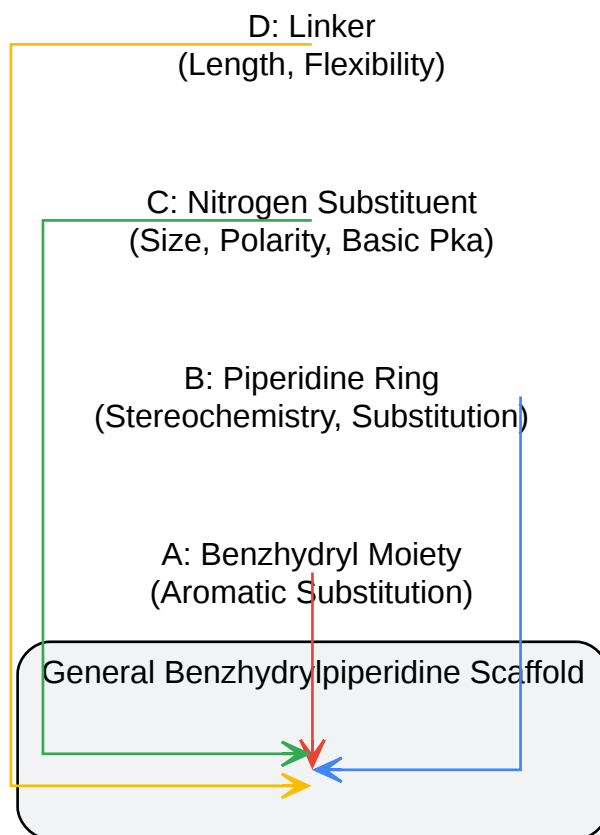 D: Linker
(Length, Flexibility)
C: Nitrogen Substituent
(Size, Polarity, Basic Pka)
B: Piperidine Ring
(Stereochemistry, Substitution)
A: Benzhydryl Moiety
(Aromatic Substitution)
General Benzhydrylpiperidine Scaffold